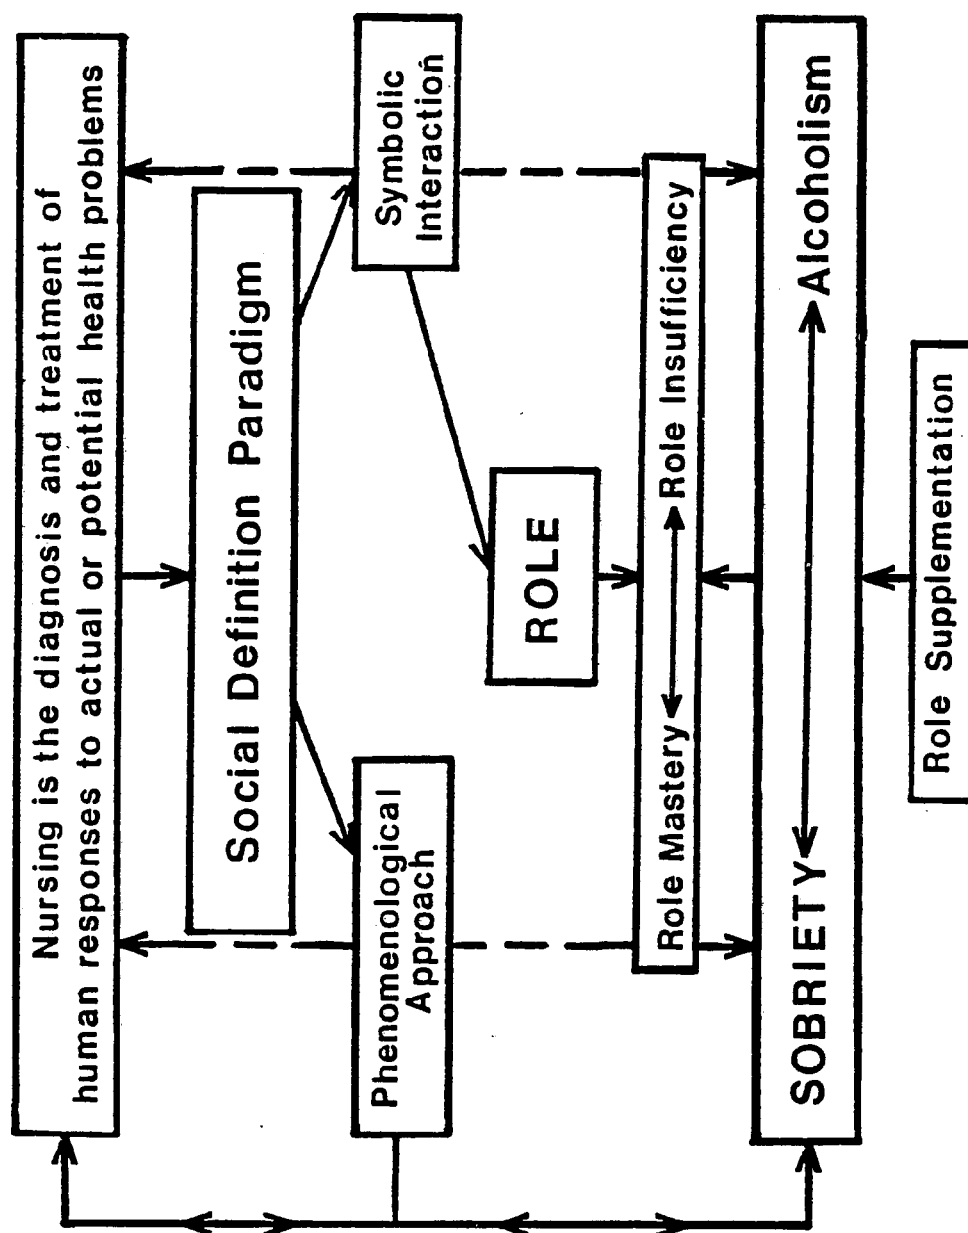 Nursing is the diagnosis and treatment of
human responses to actual or potential health problems
Social Definition Paradigm
Phenomenological
Approach
Symbolic
Interaction
ROLE
Role Mastery
Role Insufficiency
SOBRIETY
Alcoholism
Role Supplementation